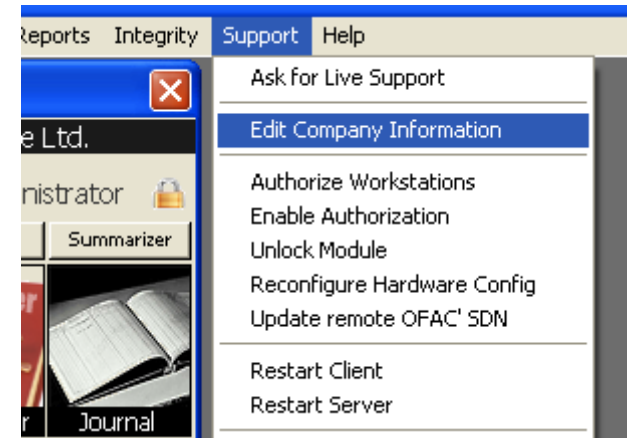 Reports Integrity Support Help
Ask for Live Support
e Ltd.
Edit Company Information
nistrator
Authorize Workstations
Enable Authorization
Summarizer
Unlock Module
Reconfigure Hardware Config
Update remote OFAC' SDN
Restart Client
Restart Server
r Journal